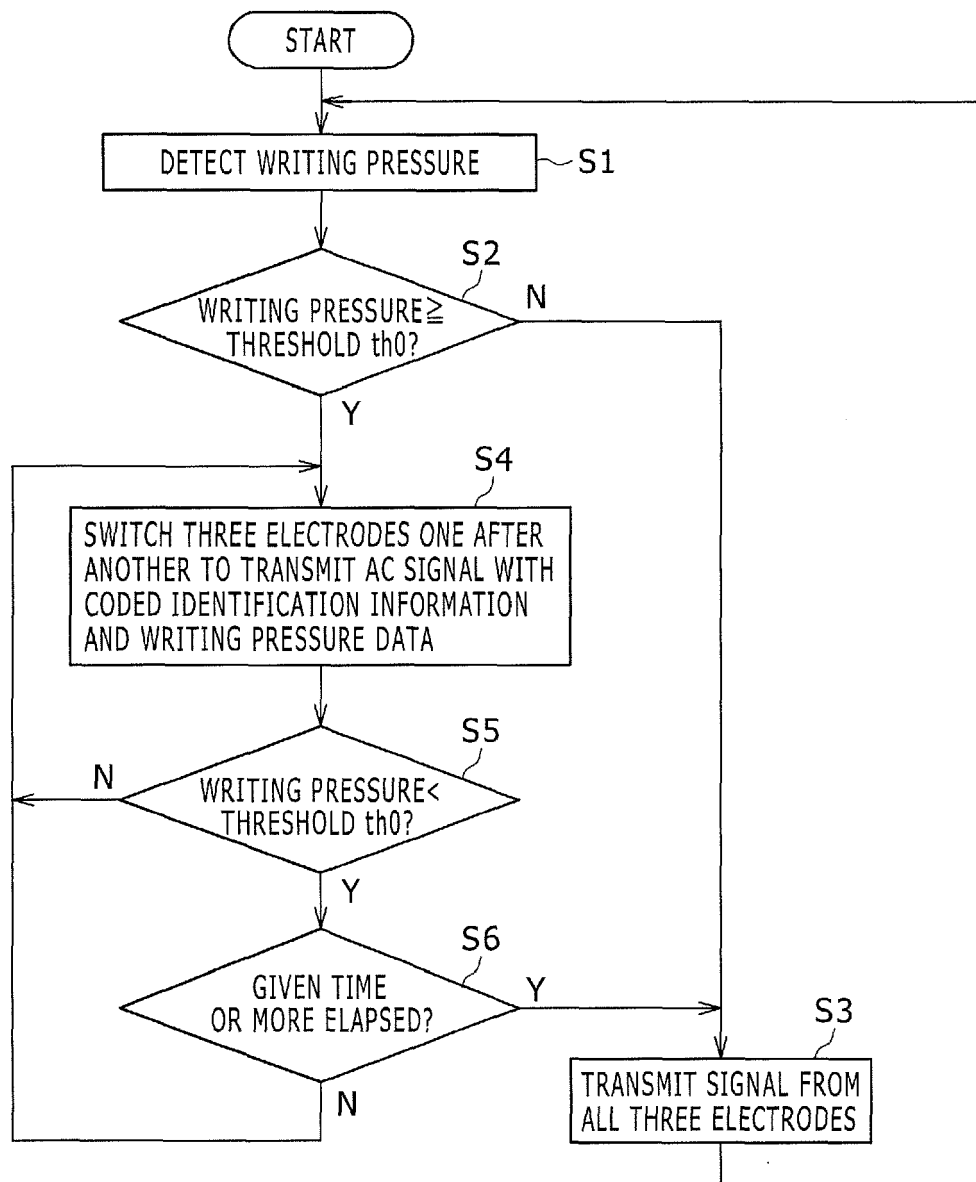 START
DETECT WRITING PRESSURE
S1
S2
WRITING PRESSURE≧
THRESHOLD th0?
N
Y
S4
SWITCH THREE ELECTRODES ONE AFTER
ANOTHER TO TRANSMIT AC SIGNAL WITH
CODED IDENTIFICATION INFORMATION
AND WRITING PRESSURE DATA
S5
N
WRITING PRESSURE<
THRESHOLD th0?
Y
S6
GIVEN TIME
OR MORE ELAPSED?
Y
N
S3
TRANSMIT SIGNAL FROM
ALL THREE ELECTRODES